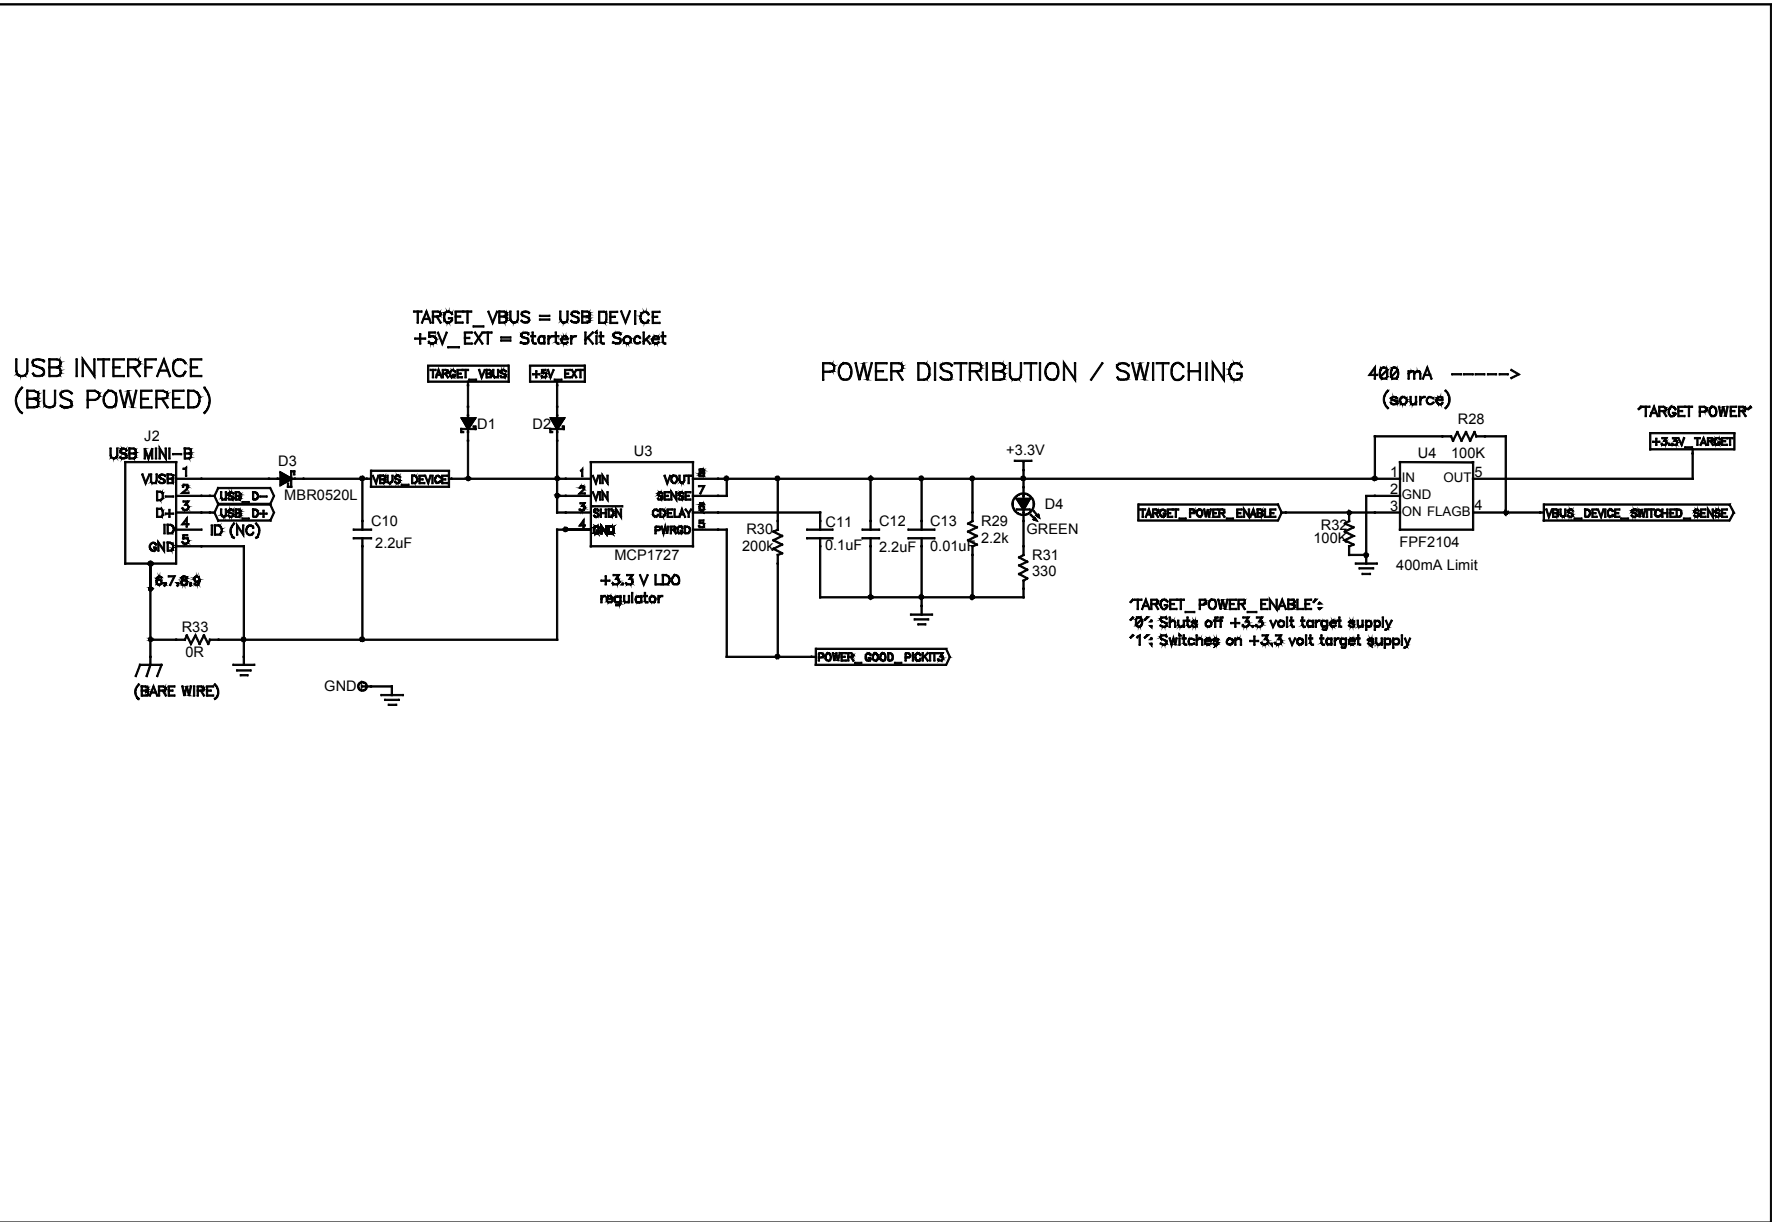 TARGET_VBUS = USB DEVICE
+5V_EXT = Starter Kit Socket
USB INTERFACE
(BUS POWERED)
TARGET_VBUS
+5V_EXT
POWER DISTRIBUTION / SWITCHING
400 mA ----->
(source)
"TARGET POWER"
+3.3V_TARGET
J2
USB MINI-B
VUSB 1
D- 2
USB_D-
D+ 3
USB_D+
ID 4
ID (NC)
GND 5
6,7,8,9
D3
MBR0520L
VBUS_DEVICE
C10
2.2uF
D1
D2
U3
1 VIN
2 VIN
3 SHDN
4 GND
VOUT 8
SENSE 7
CDELAY 6
PWRGD 5
MCP1727
+3.3 V LDO
regulator
R30
200k
C11
0.1uF
C12
2.2uF
C13
0.01uF
R29
2.2k
+3.3V
D4
GREEN
R31
330
POWER_GOOD_PICKIT3
R33
0R
(BARE WIRE)
GND
R28
100K
U4
1 IN
2 GND
3 ON
OUT 5
FLAGB 4
TARGET_POWER_ENABLE
R32
100K
FPF2104
400mA Limit
VBUS_DEVICE_SWITCHED_SENSE
"TARGET_POWER_ENABLE":
"0": Shuts off +3.3 volt target supply
"1": Switches on +3.3 volt target supply